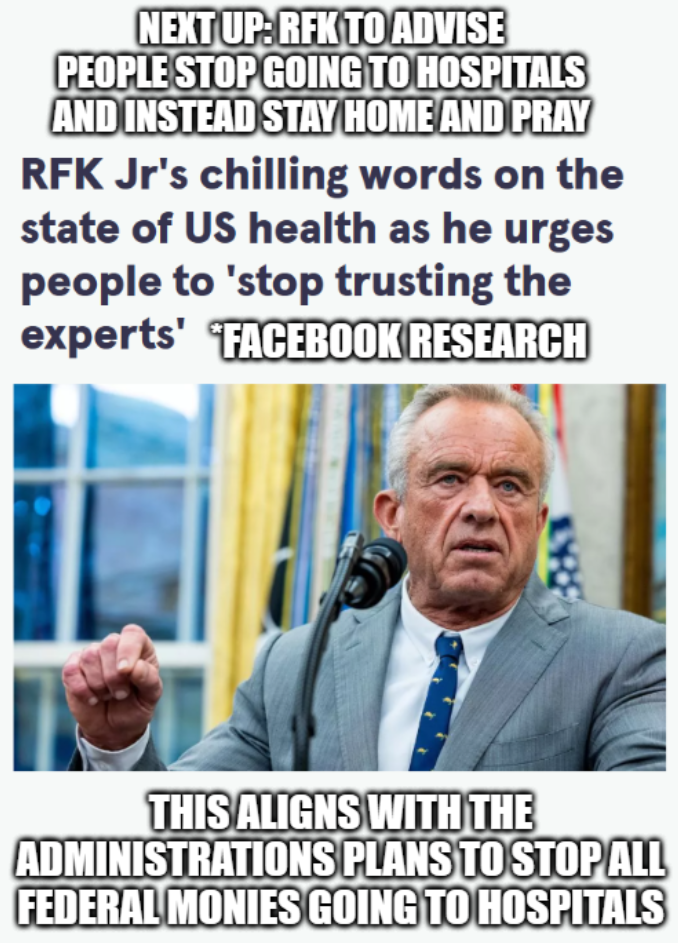 NEXT UP: RFK TO ADVISE
PEOPLE STOP GOING TO HOSPITALS
AND INSTEAD STAY HOME AND PRAY
RFK Jr's chilling words on the
state of US health as he urges
people to 'stop trusting the
experts' *FACEBOOK RESEARCH
THIS ALIGNS WITH THE
ADMINISTRATIONS PLANS TO STOP ALL
FEDERAL MONIES GOING TO HOSPITALS